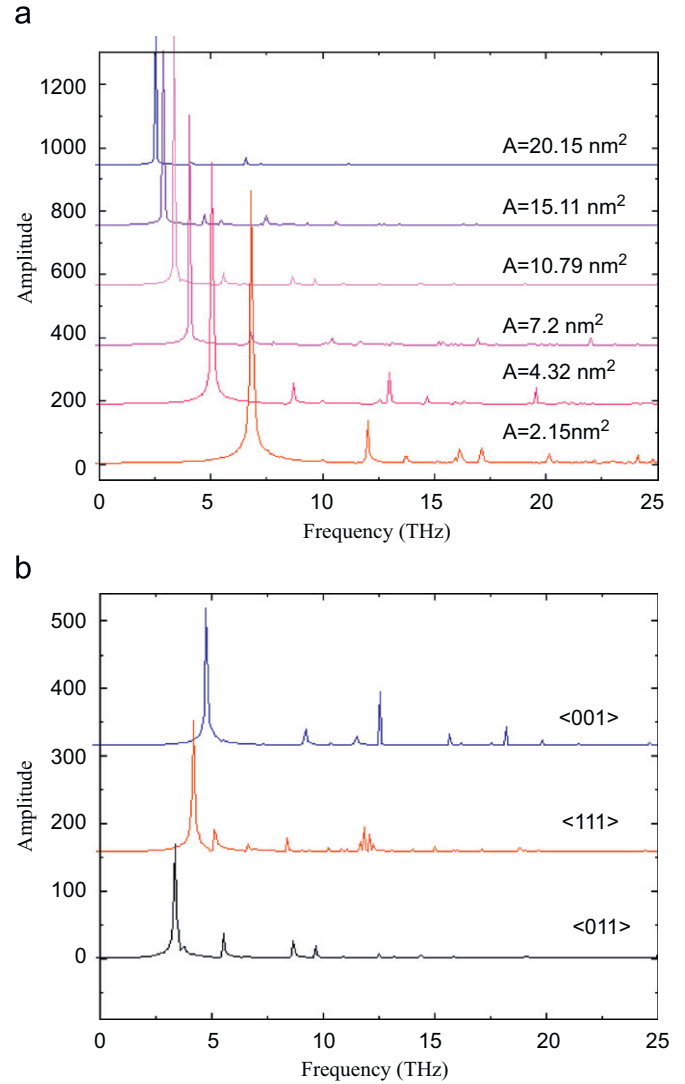 a
1200
1000
800
600
400
200
0
Amplitude
A=20.15 nm²
A=15.11 nm²
A=10.79 nm²
A=7.2 nm²
A=4.32 nm²
A=2.15nm²
0 5 10 15 20 25
Frequency (THz)
b
500
400
300
200
100
0
Amplitude
<001>
<111>
<011>
0 5 10 15 20 25
Frequency (THz)